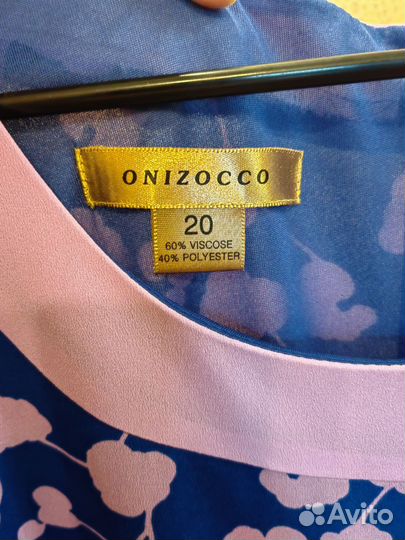 ONIZOCCO
20
60% VISCOSE
40% POLYESTER
Avito